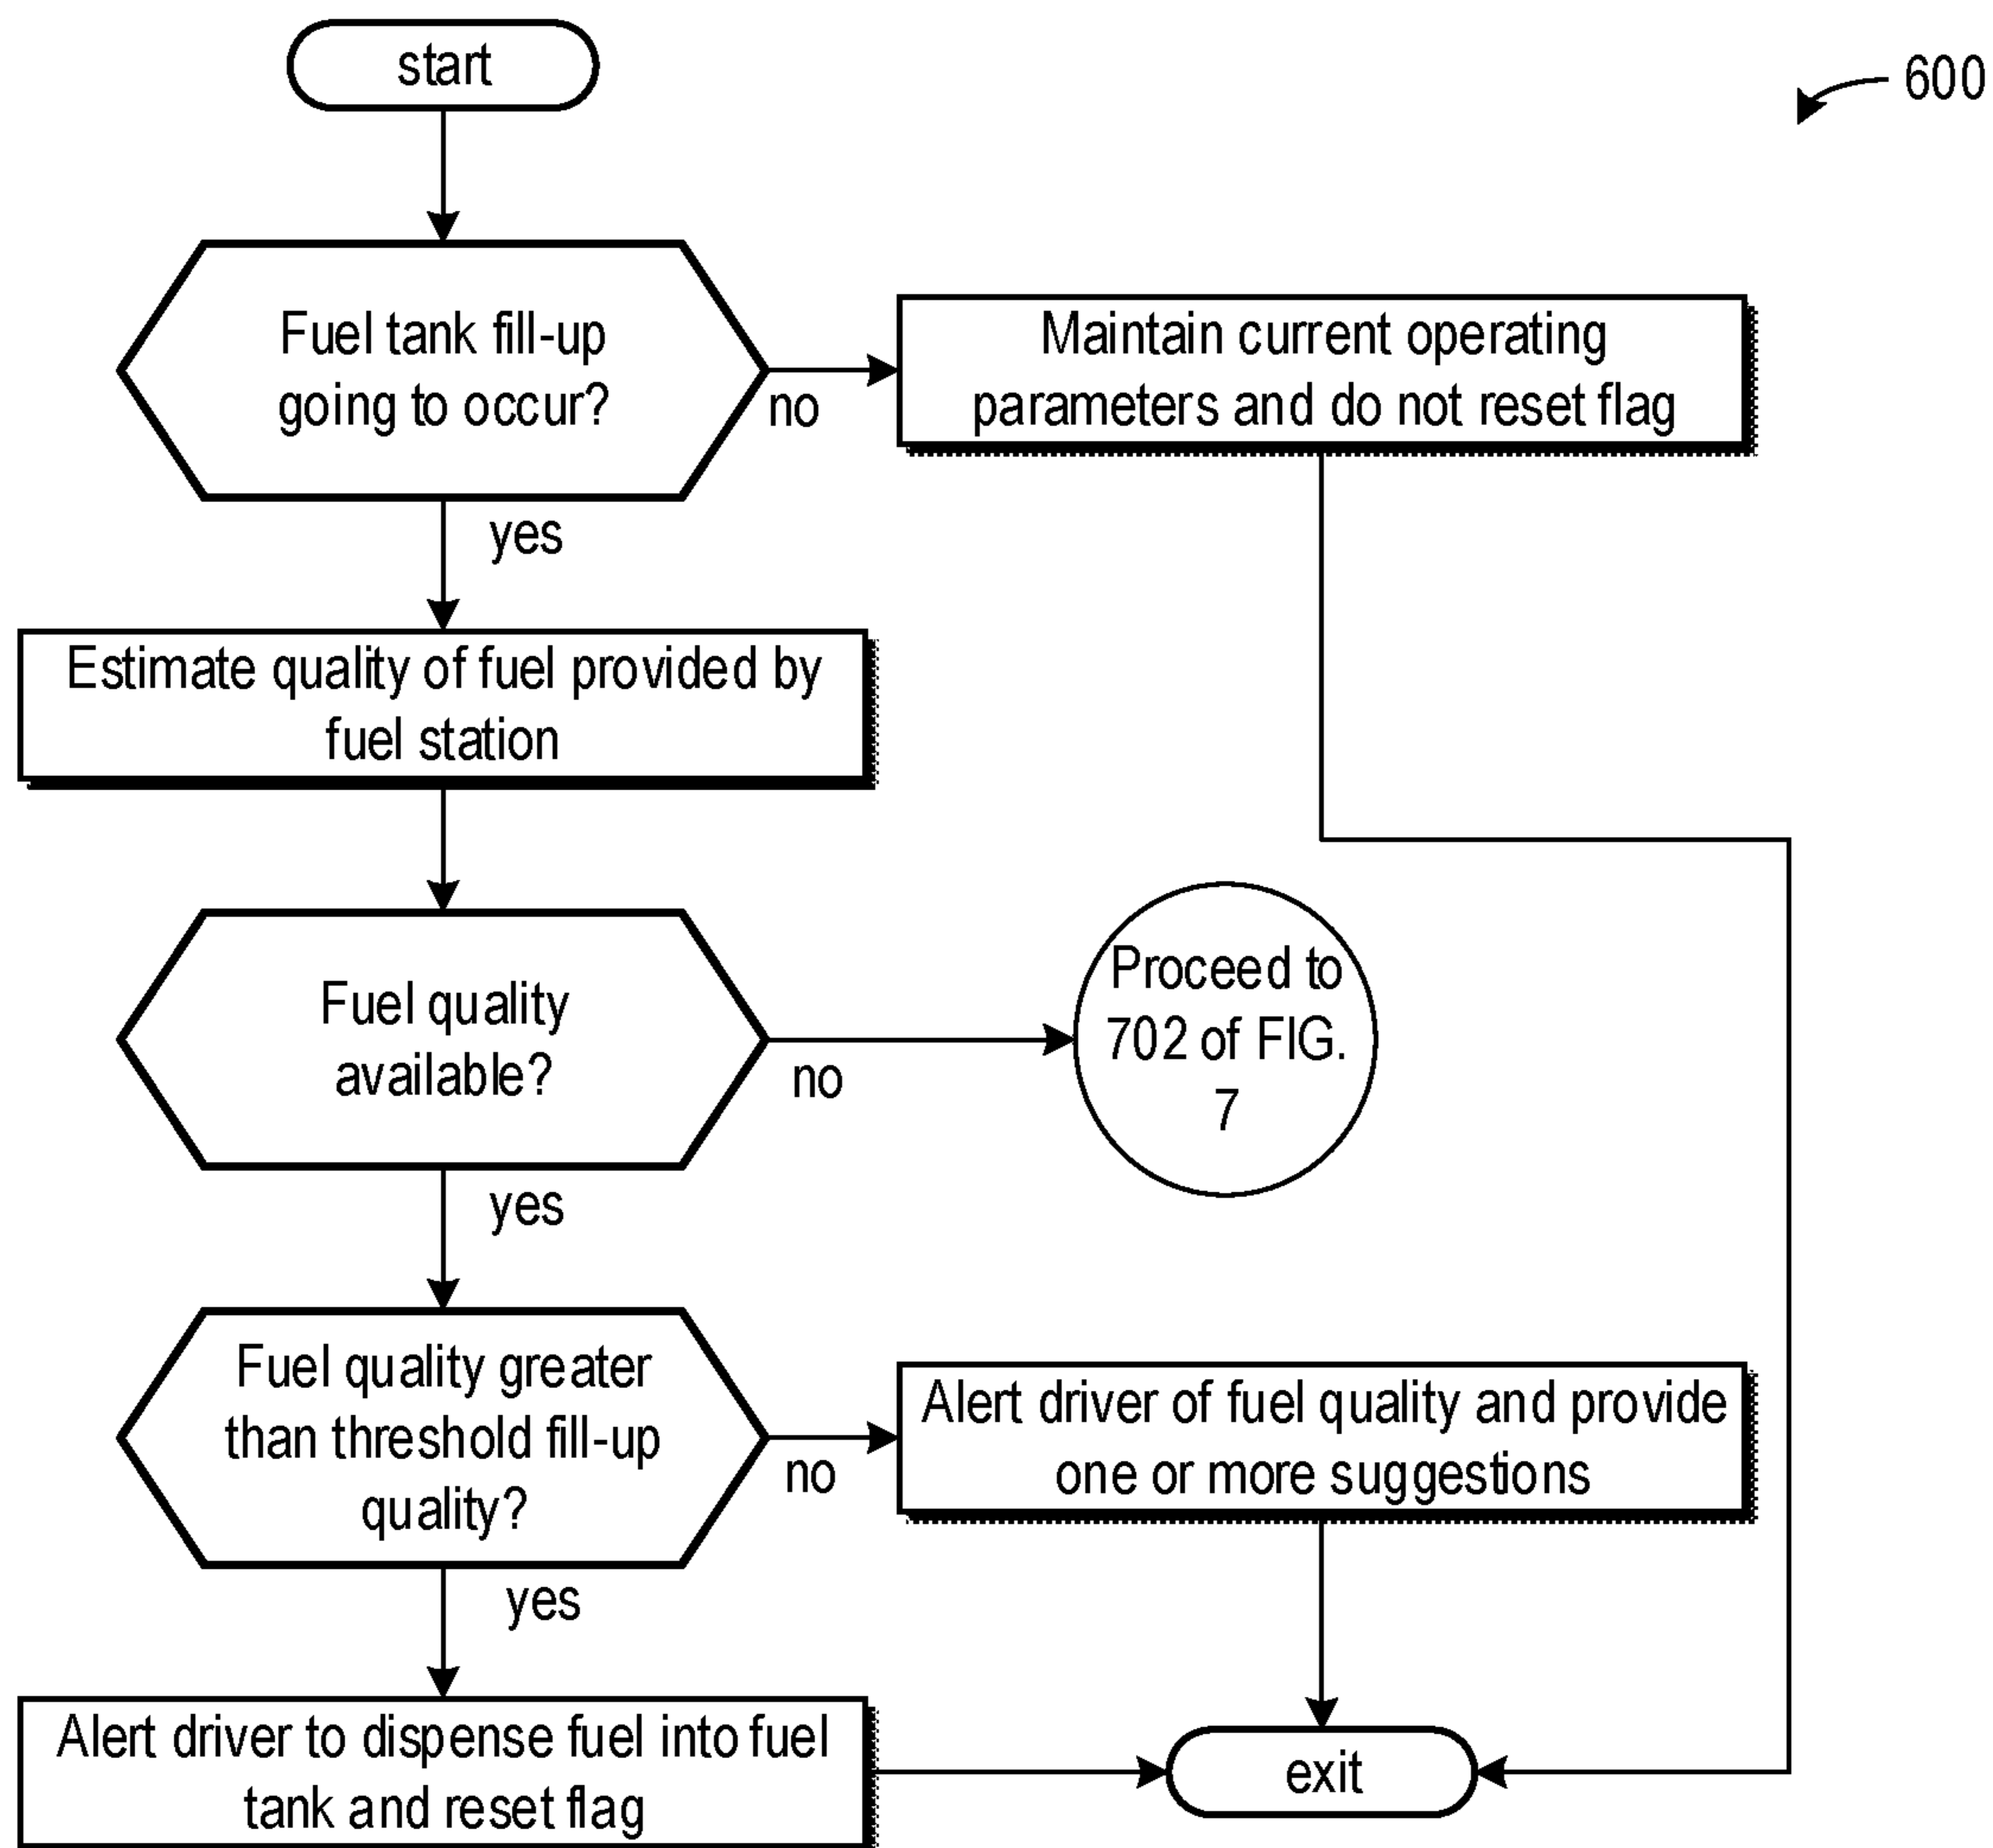 start
600
Fuel tank fill-up
going to occur?
no
Maintain current operating
parameters and do not reset flag
yes
Estimate quality of fuel provided by
fuel station
Fuel quality
available?
no
Proceed to
702 of FIG.
7
yes
Fuel quality greater
than threshold fill-up
quality?
no
Alert driver of fuel quality and provide
one or more suggestions
yes
Alert driver to dispense fuel into fuel
tank and reset flag
exit